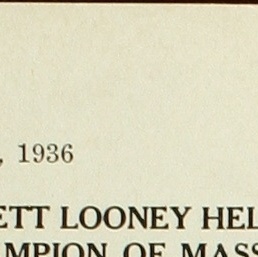 , 1936
ETT LOONEY HEL
MPION OF MASS